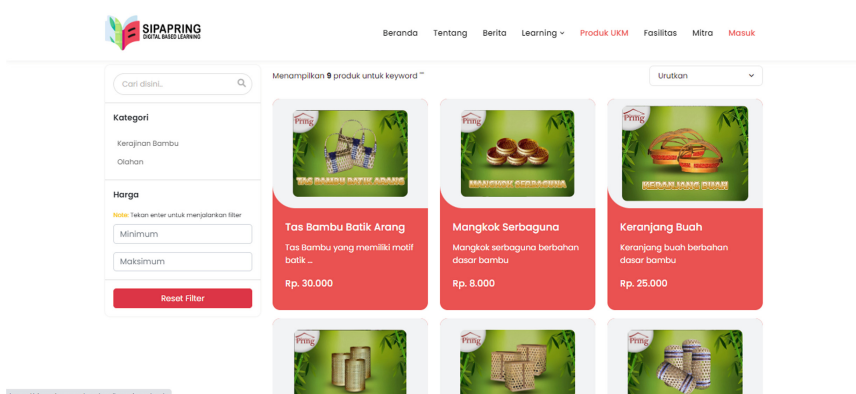 SIPAPRING
DIGITAL BASED LEARNING
Beranda Tentang Berita Learning Produk UKM Fasilitas Mitra Masuk
Cari disini..
Menampilkan 9 produk untuk keyword ""
Urutkan
Kategori
Kerajinan Bambu
Olahan
Harga
Note: Tekan enter untuk menjalankan filter
Minimum
Maksimum
Reset Filter
Pring
TAS BAMBU BATIK ARANG
Tas Bambu Batik Arang
Tas Bambu yang memiliki motif
batik ...
Rp. 30.000
Pring
MANGKOK SERBAGUNA
Mangkok Serbaguna
Mangkok serbaguna berbahan
dasar bambu
Rp. 8.000
Pring
KERANJANG BUAH
Keranjang Buah
Keranjang buah berbahan
dasar bambu
Rp. 25.000
Pring
Pring
Pring